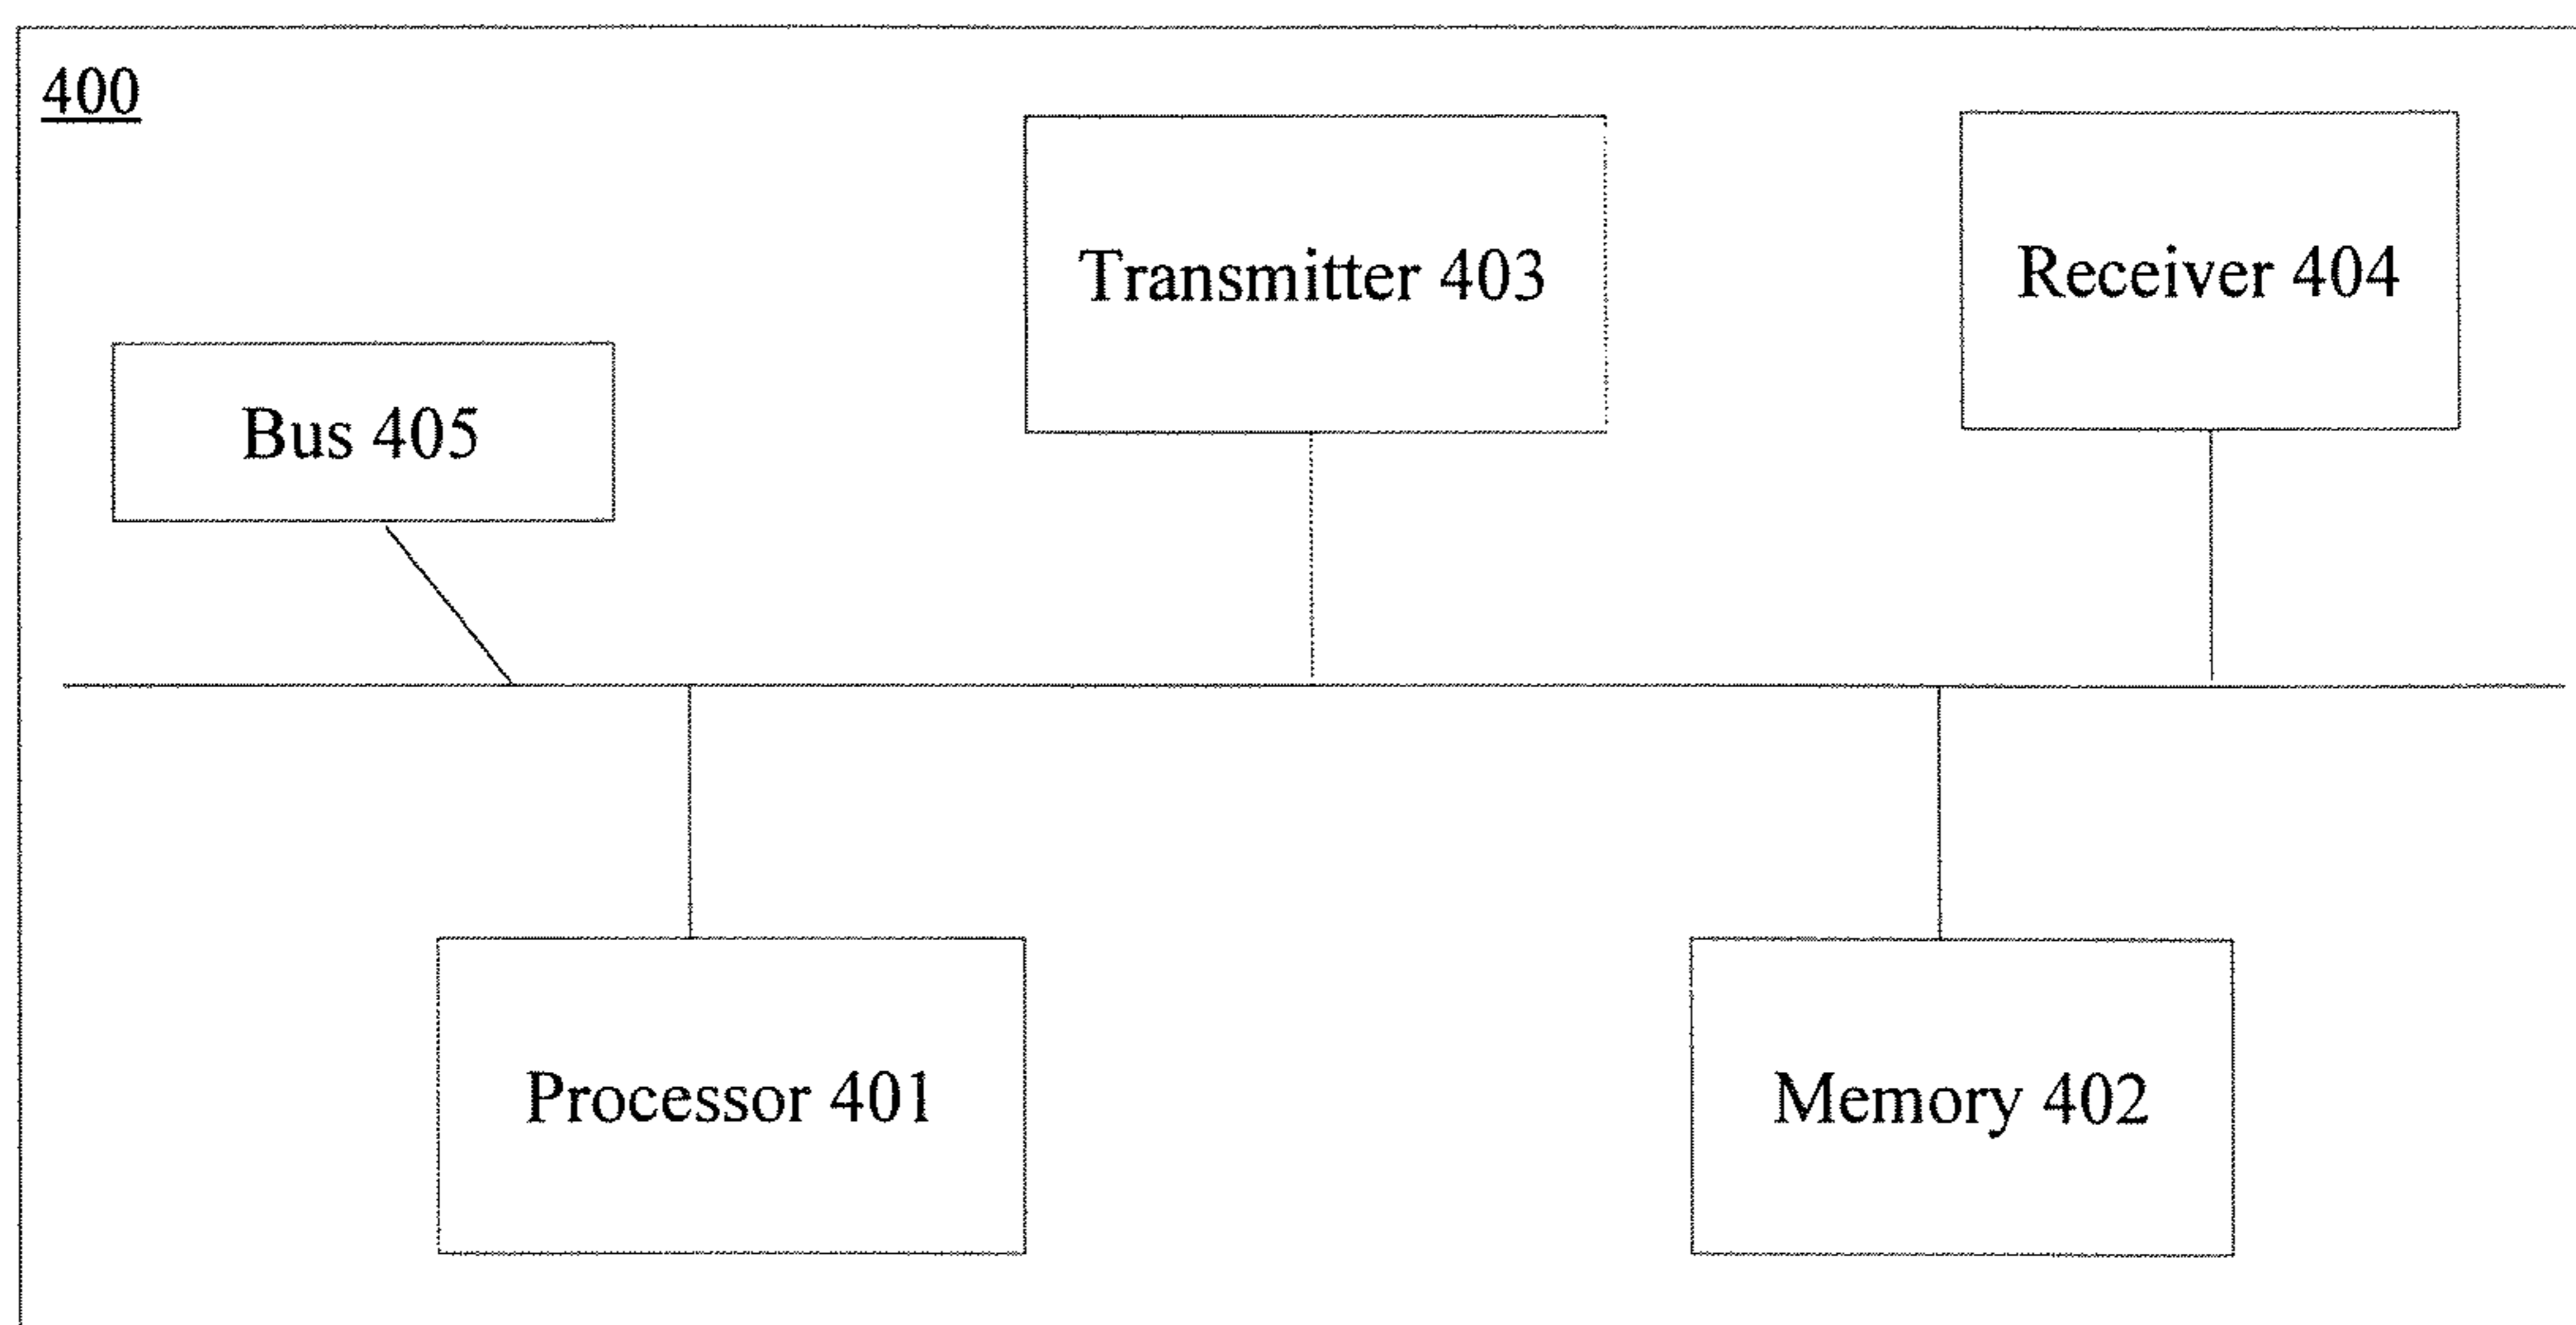 400
Transmitter 403
Receiver 404
Bus 405
Processor 401
Memory 402